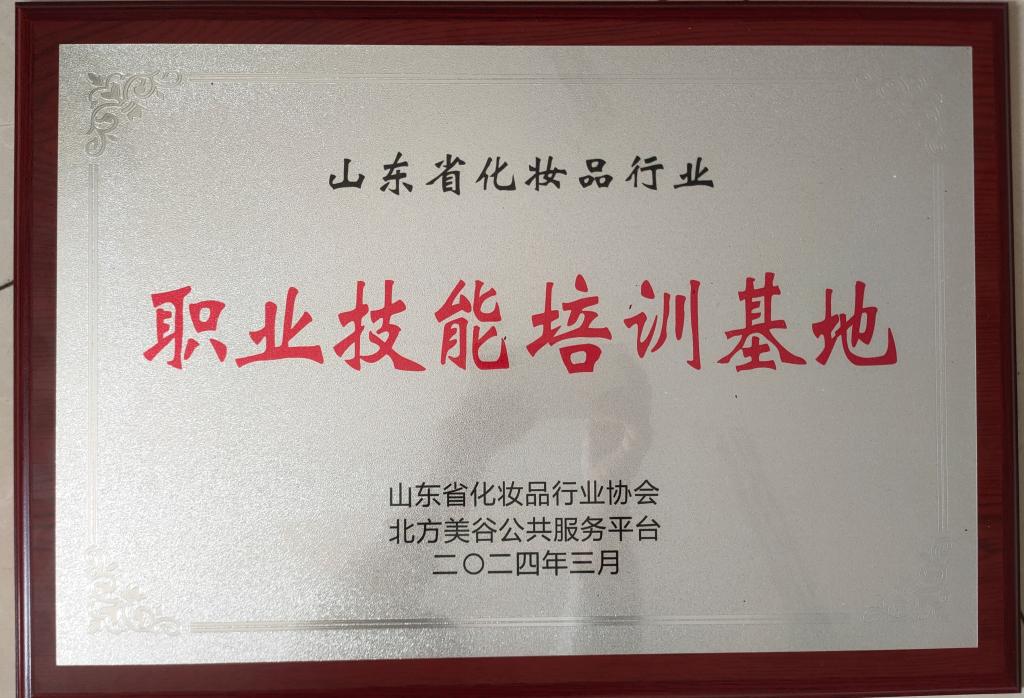 山东省化妆品行业
职业技能培训基地
山东省化妆品行业协会
北方美谷公共服务平台
二〇二四年三月